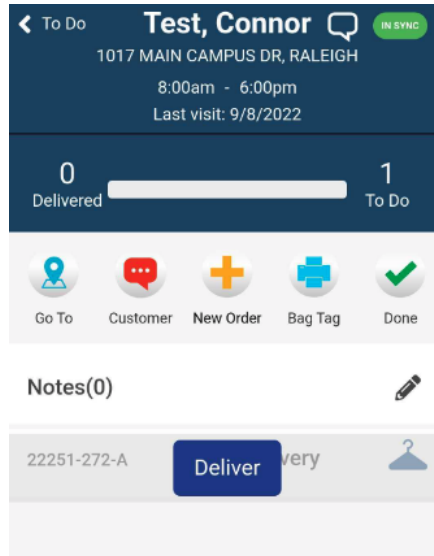 To Do Test, Connor IN SYNC
1017 MAIN CAMPUS DR, RALEIGH
8:00am - 6:00pm
Last visit: 9/8/2022
0 1
Delivered To Do
Go To Customer New Order Bag Tag Done
Notes(0)
22251-272-A Deliver very